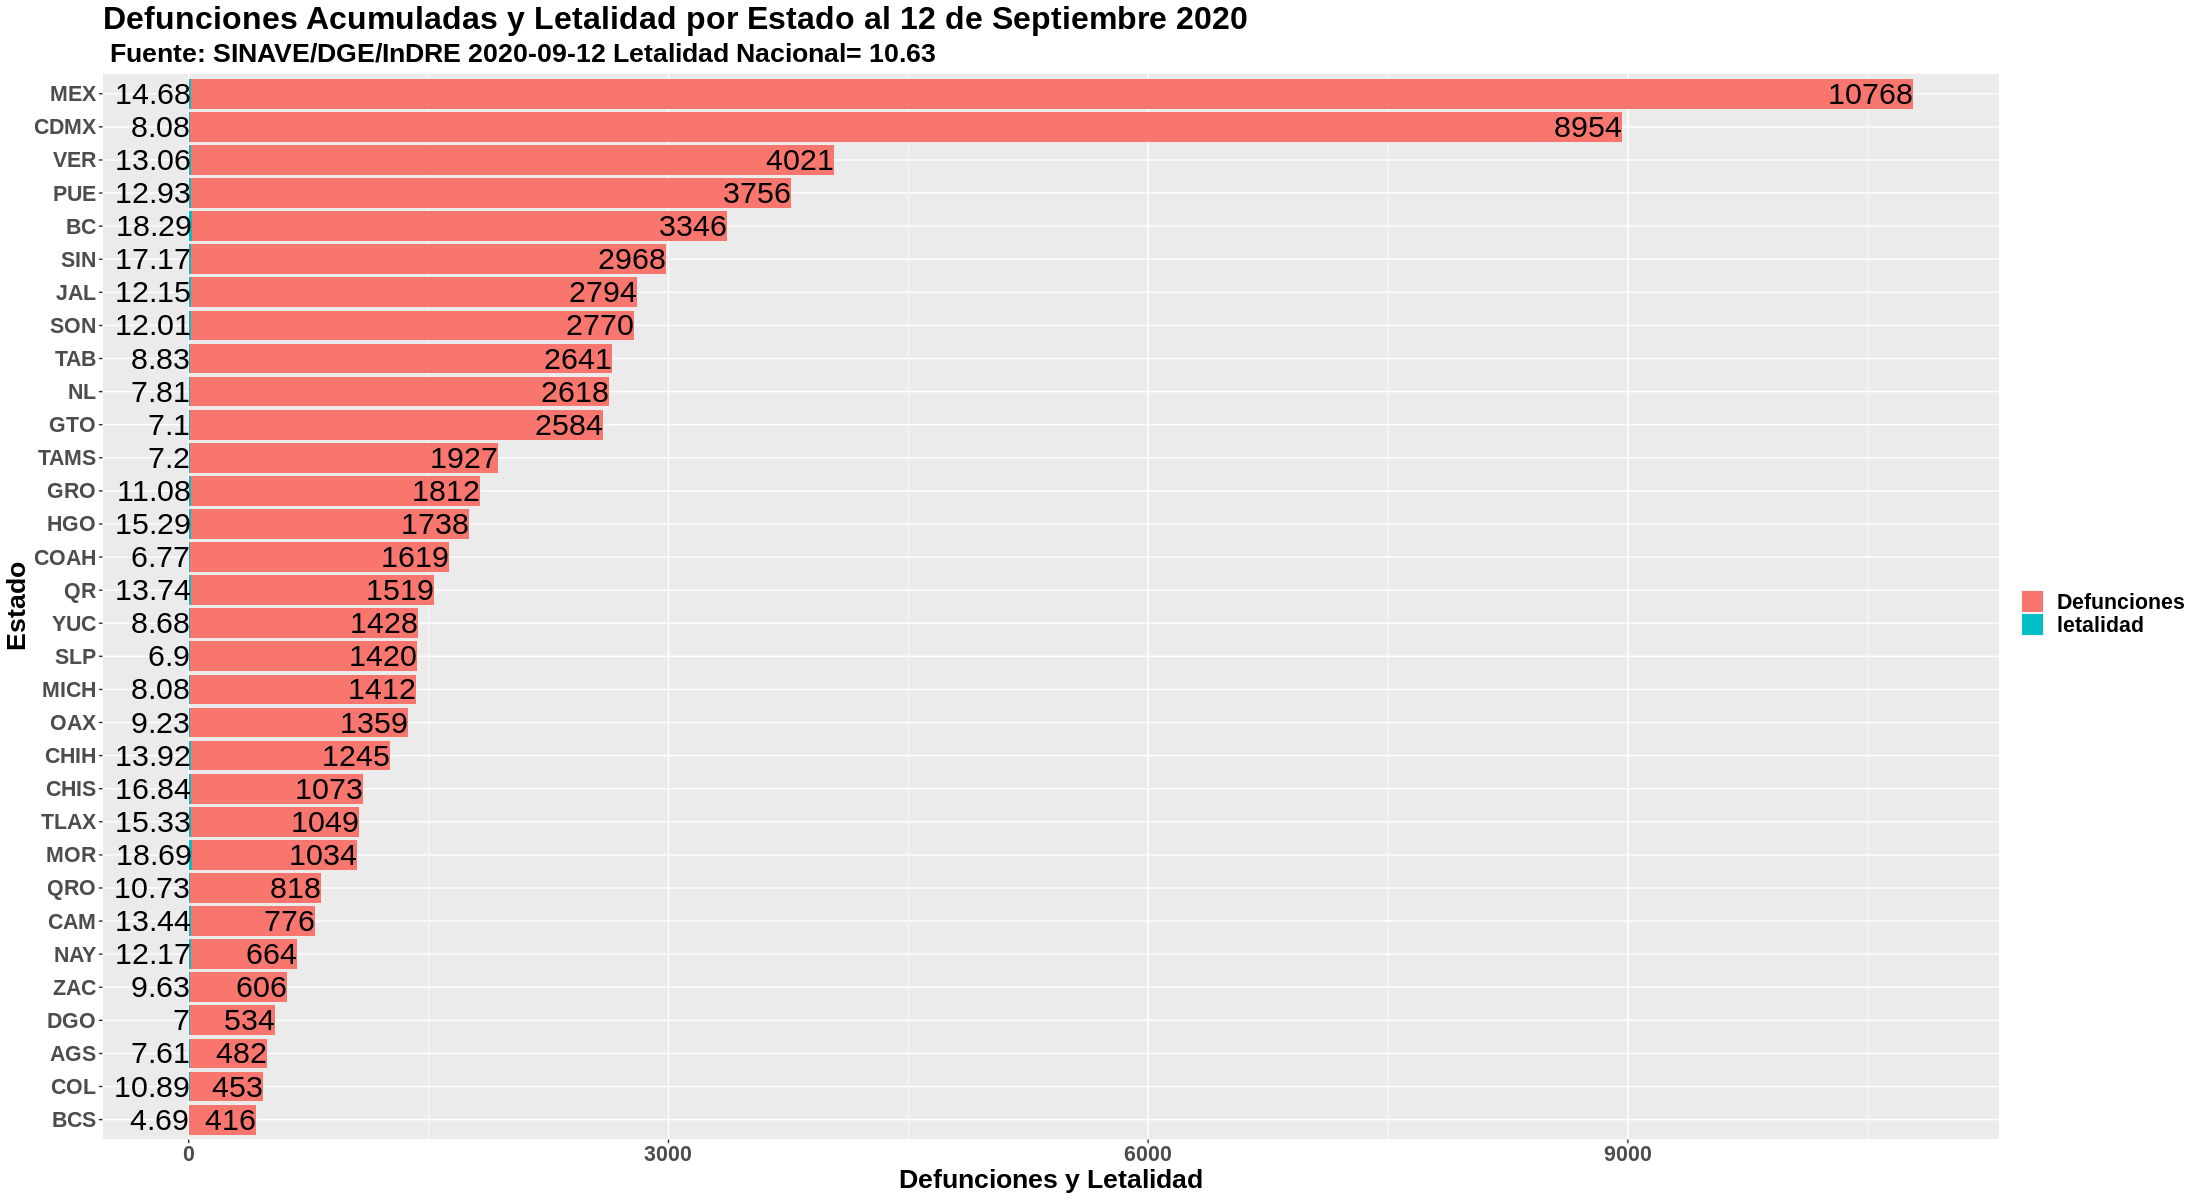 Defunciones Acumuladas y Letalidad por Estado al 12 de Septiembre 2020
Fuente: SINAVE/DGE/InDRE 2020-09-12 Letalidad Nacional= 10.63
MEX 14.68 10768
CDMX 8.08 8954
VER 13.06 4021
PUE 12.93 3756
BC 18.29 3346
SIN 17.17 2968
JAL 12.15 2794
SON 12.01 2770
TAB 8.83 2641
NL 7.81 2618
GTO 7.1 2584
TAMS 7.2 1927
GRO 11.08 1812
HGO 15.29 1738
COAH 6.77 1619
QR 13.74 1519
YUC 8.68 1428
SLP 6.9 1420
MICH 8.08 1412
OAX 9.23 1359
CHIH 13.92 1245
CHIS 16.84 1073
TLAX 15.33 1049
MOR 18.69 1034
QRO 10.73 818
CAM 13.44 776
NAY 12.17 664
ZAC 9.63 606
DGO 7 534
AGS 7.61 482
COL 10.89 453
BCS 4.69 416
0 3000 6000 9000
Defunciones y Letalidad
Estado
Defunciones
letalidad